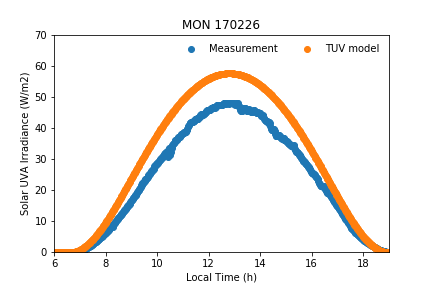 MON 170226
Measurement TUV model
70
60
50
40
30
20
10
0
Solar UVA Irradiance (W/m2)
6 8 10 12 14 16 18
Local Time (h)